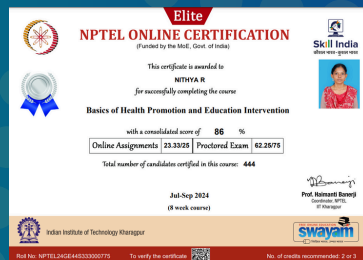 Elite
NPTEL ONLINE CERTIFICATION
(Funded by the MoE, Govt. of India)
Skill India
कौशल भारत - कुशल भारत
This certificate is awarded to
NITHYA R
for successfully completing the course
Basics of Health Promotion and Education Intervention
with a consolidated score of 86 %
Online Assignments 23.33/25 Proctored Exam 62.25/75
Total number of candidates certified in this course: 444
Jul-Sep 2024
(8 week course)
Prof. Haimanti Banerji
Coordinator, NPTEL
IIT Kharagpur
Indian Institute of Technology Kharagpur
swayam
Roll No: NPTEL24GE44S333000775 To verify the certificate No. of credits recommended: 2 or 3